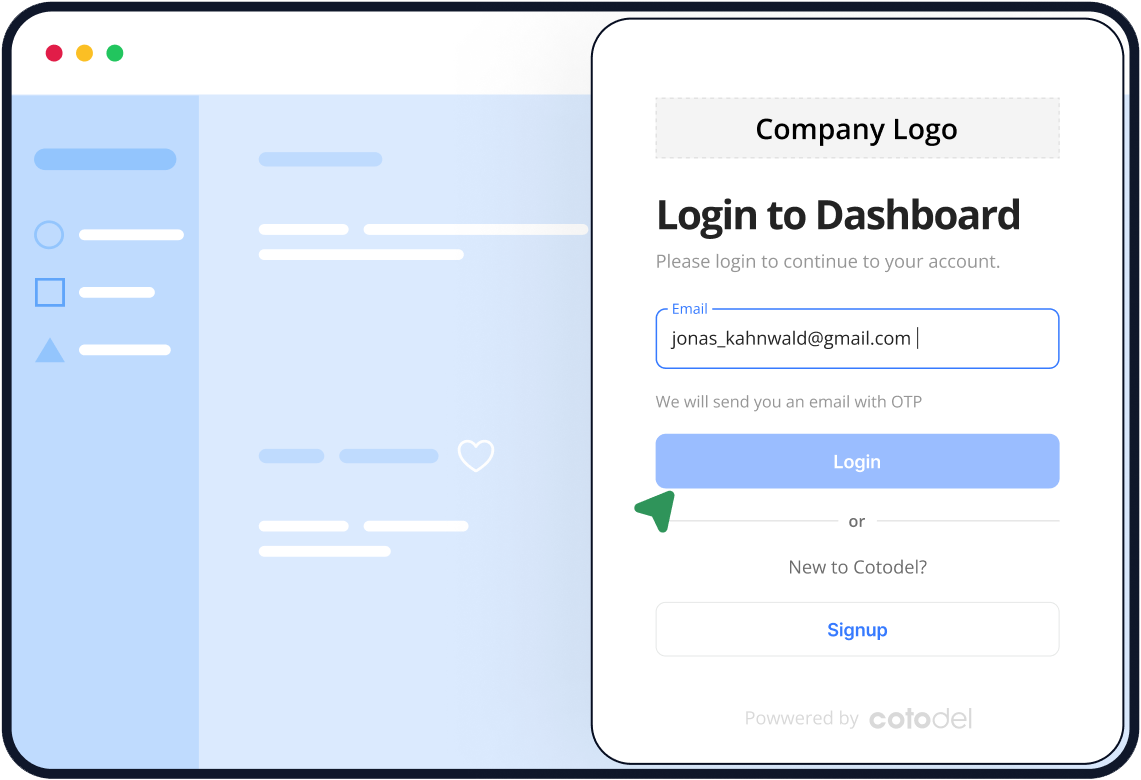 Company Logo
Login to Dashboard
Please login to continue to your account.
Email
jonas_kahnwald@gmail.com
We will send you an email with OTP
Login
or
New to Cotodel?
Signup
Powwered by cotodel